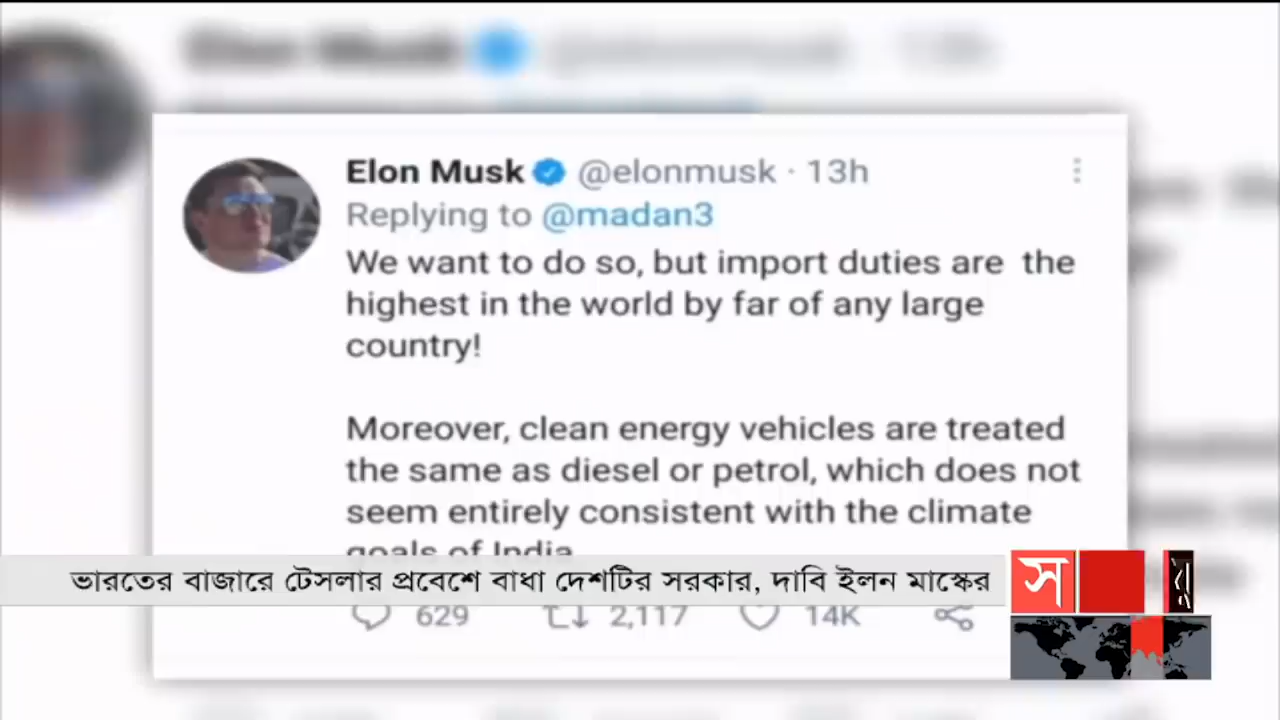 Elon Musk @elonmusk · 13h
Replying to @madan3
We want to do so, but import duties are the
highest in the world by far of any large
country!
Moreover, clean energy vehicles are treated
the same as diesel or petrol, which does not
seem entirely consistent with the climate
goals of India
ভারতের বাজারে টেসলার প্রবেশে বাধা দেশটির সরকার, দাবি ইলন মাস্কের
স
629 2,117 14K